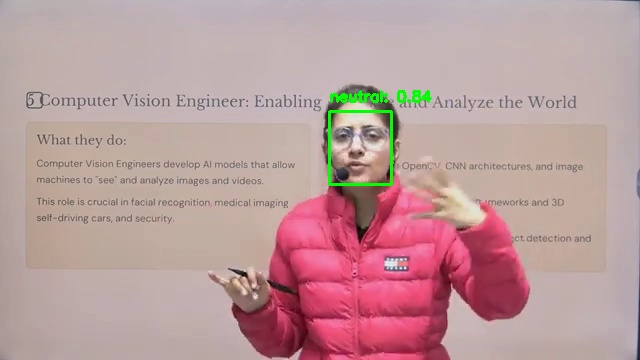 5 Computer Vision Engineer: Enabling and Analyze the World
neutral: 0.84
What they do:
Computer Vision Engineers develop AI models that allow
machines to "see" and analyze images and videos.
This role is crucial in facial recognition, medical imaging
self-driving cars, and security.
OpenCV, CNN architectures, and image
and 3D
detection and
TOMMY
JEANS